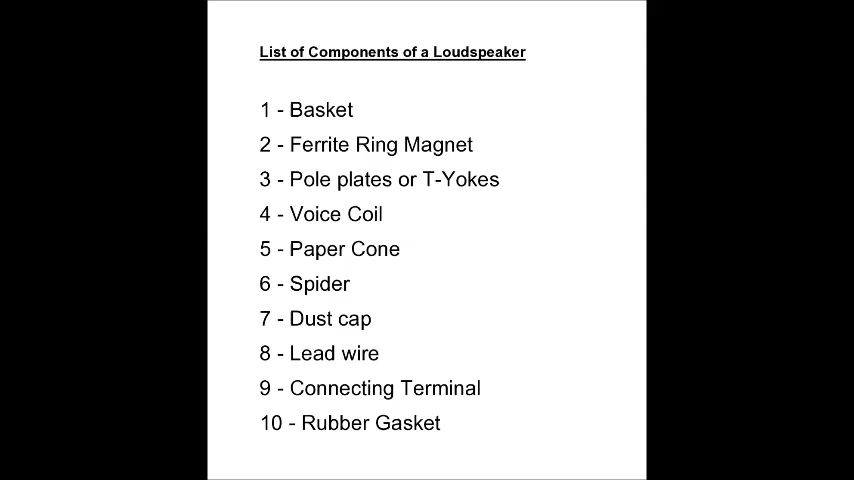 List of Components of a Loudspeaker
1 - Basket
2 - Ferrite Ring Magnet
3 - Pole plates or T-Yokes
4 - Voice Coil
5 - Paper Cone
6 - Spider
7 - Dust cap
8 - Lead wire
9 - Connecting Terminal
10 - Rubber Gasket